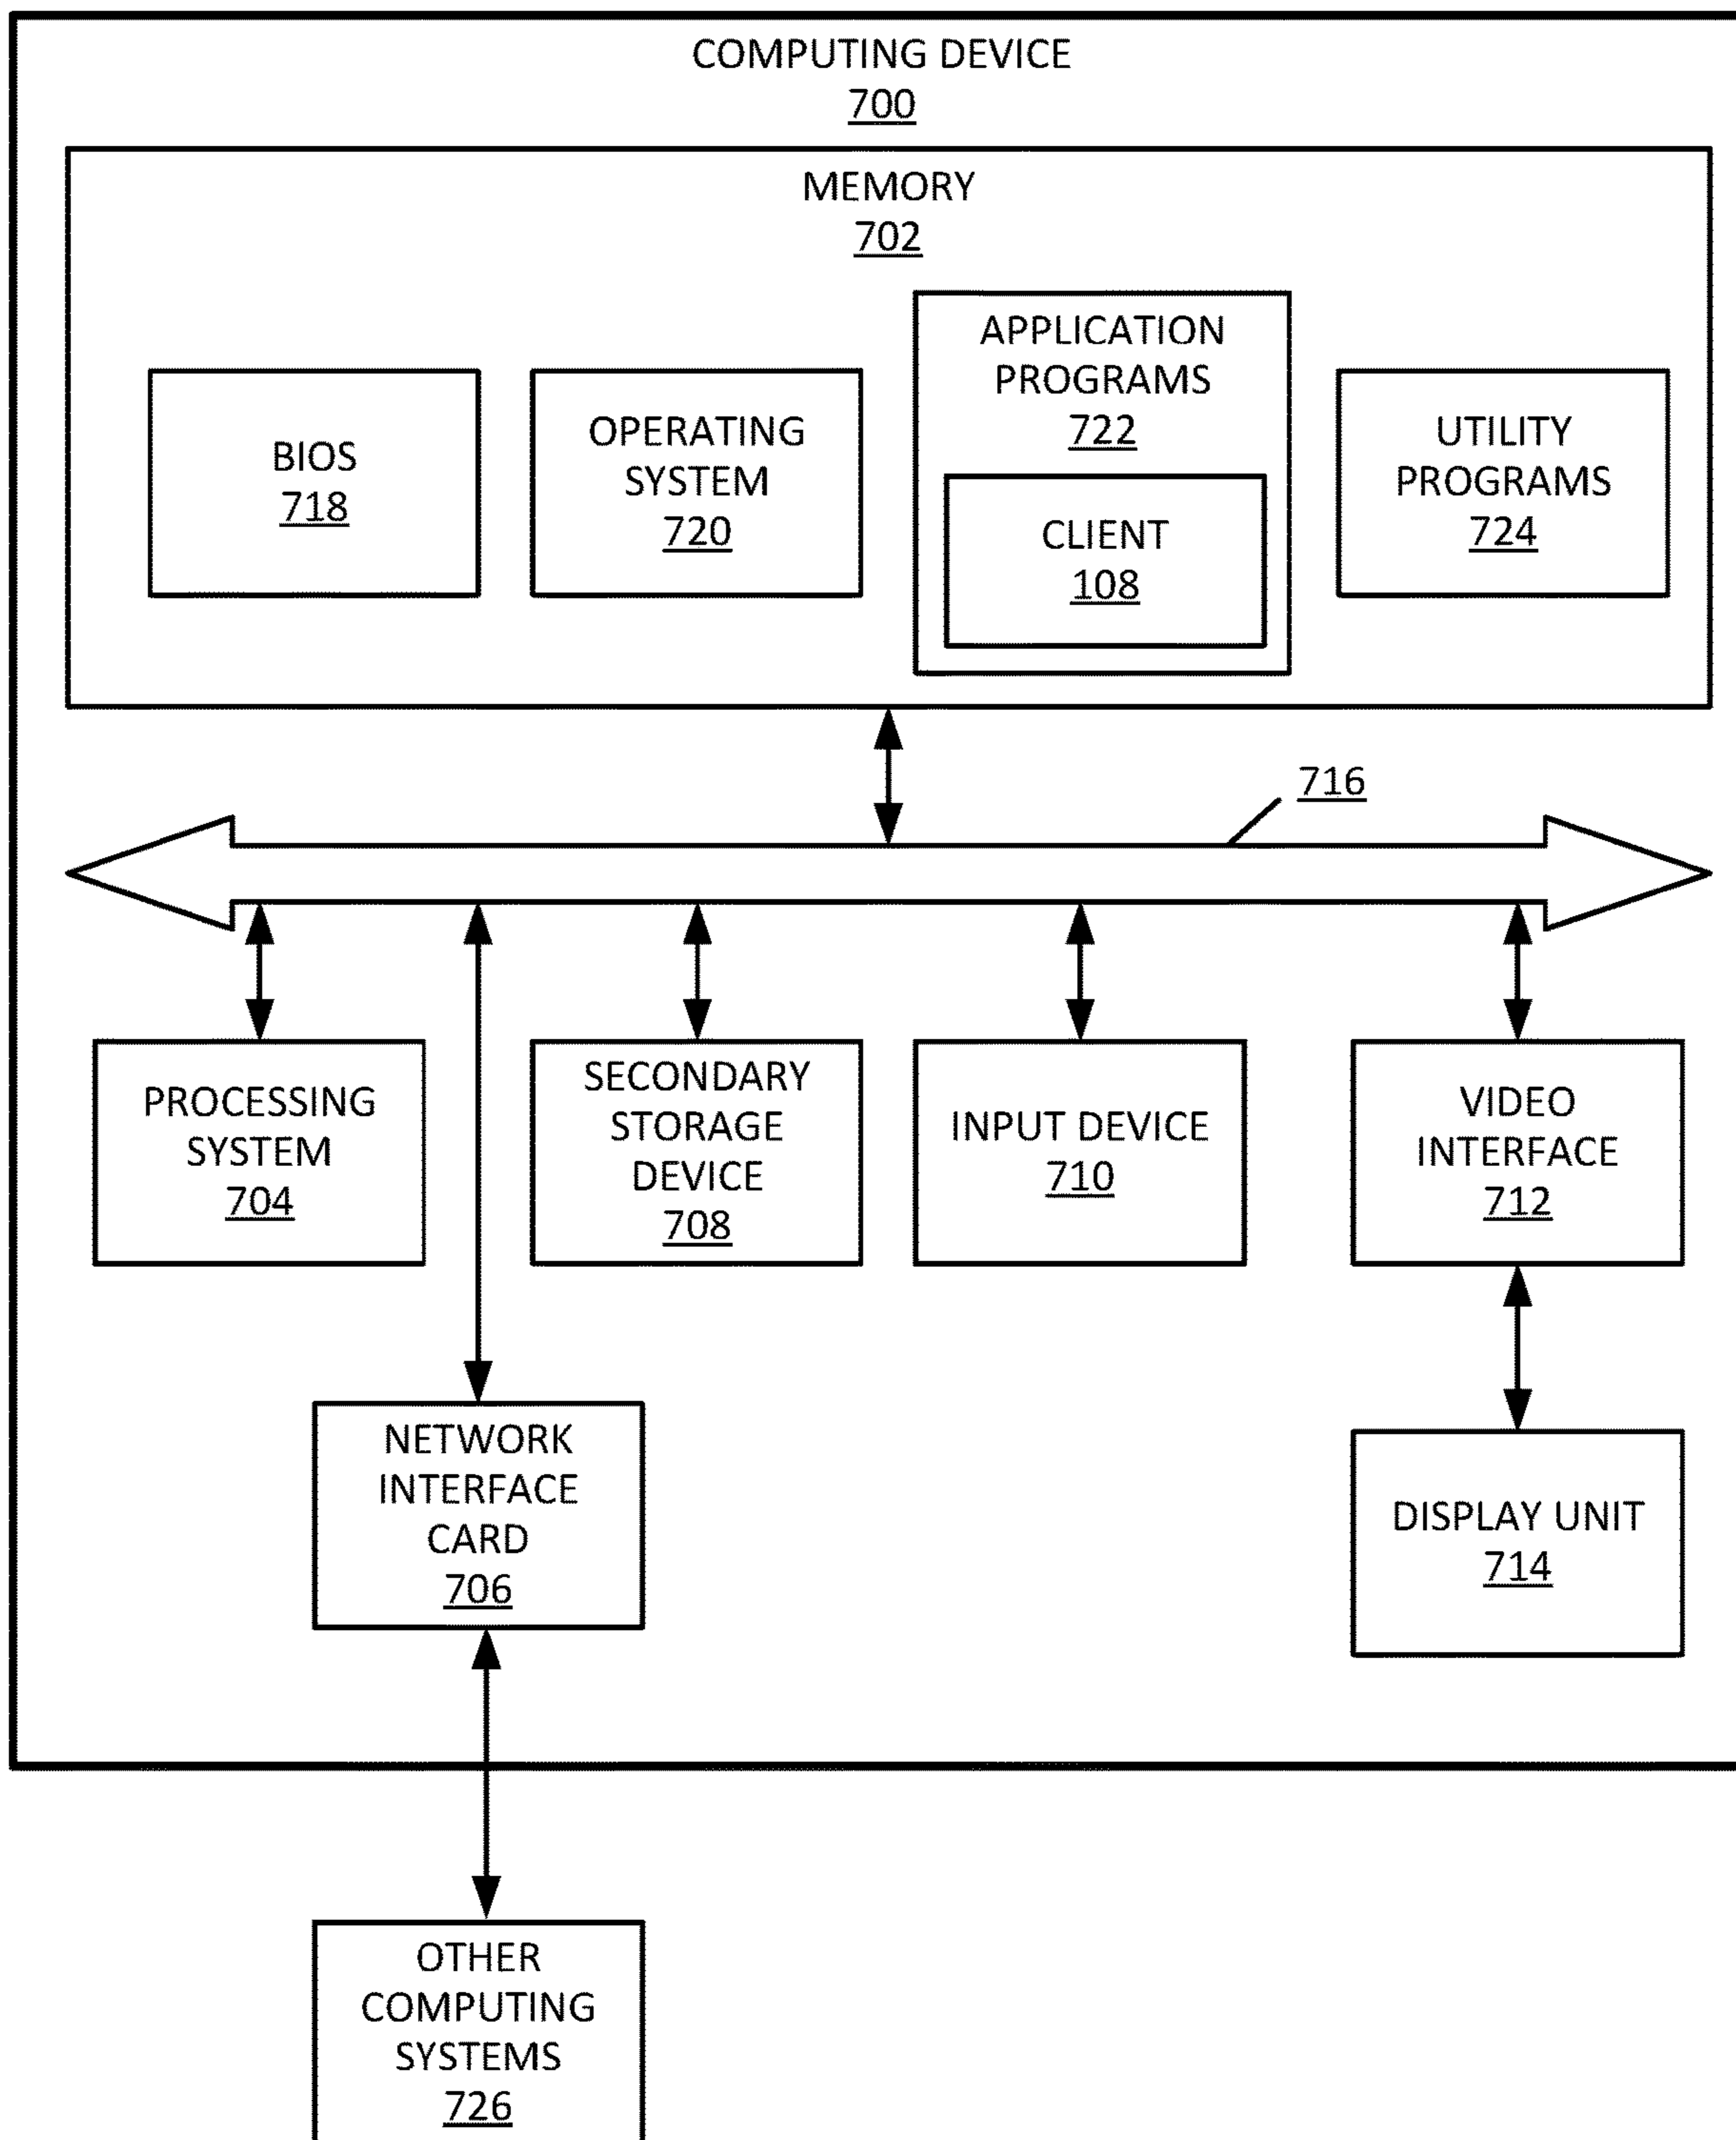 COMPUTING DEVICE
700
MEMORY
702
BIOS
718
OPERATING
SYSTEM
720
APPLICATION
PROGRAMS
722
CLIENT
108
UTILITY
PROGRAMS
724
716
PROCESSING
SYSTEM
704
SECONDARY
STORAGE
DEVICE
708
INPUT DEVICE
710
VIDEO
INTERFACE
712
NETWORK
INTERFACE
CARD
706
DISPLAY UNIT
714
OTHER
COMPUTING
SYSTEMS
726